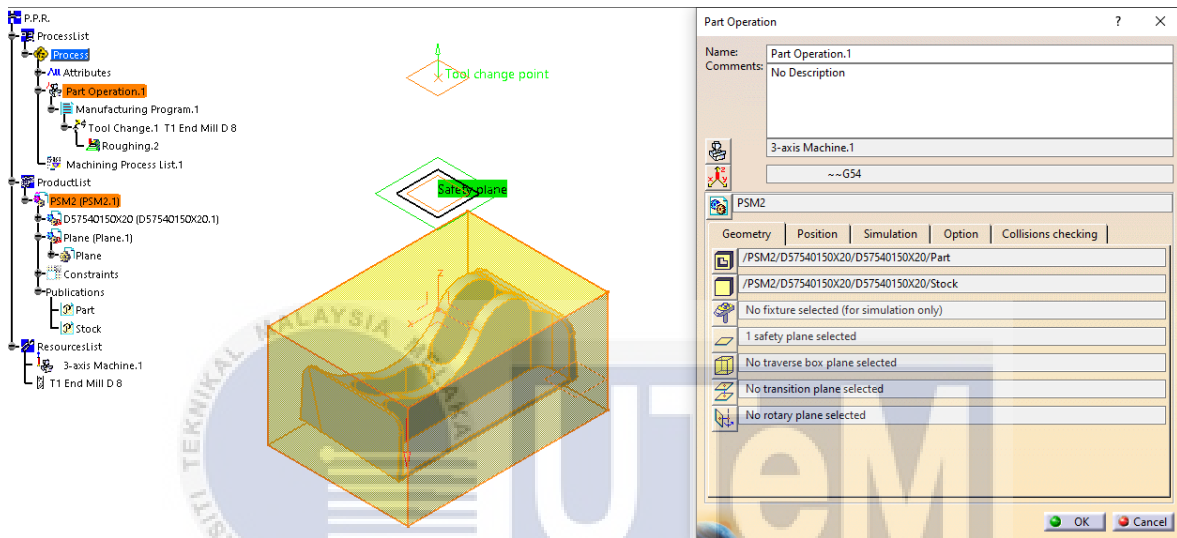 P.P.R.
ProcessList
Process
Attributes
Part Operation.1
Manufacturing Program.1
Tool Change.1 T1 End Mill D 8
Roughing.2
Machining Process List.1
ProductList
PSM2 (PSM2.1)
D57540150X20 (D57540150X20.1)
Plane (Plane.1)
Plane
Constraints
Publications
Part
Stock
ResourcesList
3-axis Machine.1
T1 End Mill D 8
Tool change point
Safety plane
z
x
UNIVERSITI TEKNIKAL MALAYSIA MELAKA
UTeM
Part Operation
?
Name:
Part Operation.1
Comments:
No Description
3-axis Machine.1
~~G54
PSM2
Geometry Position Simulation Option Collisions checking
/PSM2/D57540150X20/D57540150X20/Part
/PSM2/D57540150X20/D57540150X20/Stock
No fixture selected (for simulation only)
1 safety plane selected
No traverse box plane selected
No transition plane selected
No rotary plane selected
OK Cancel